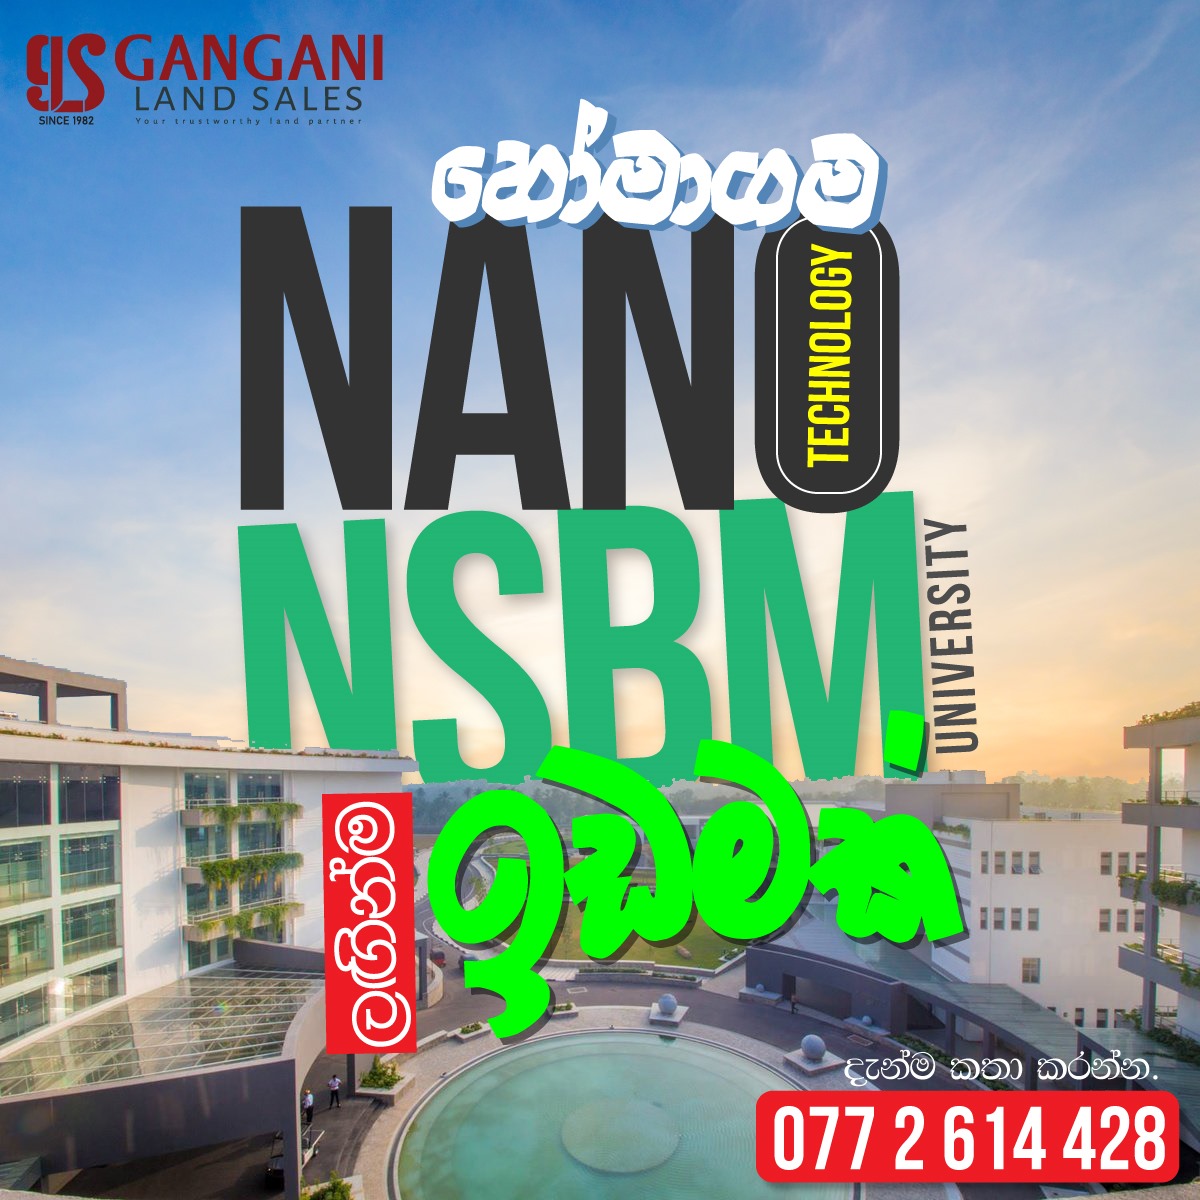 GLS GANGANI
LAND SALES
SINCE 1982
Your trustworthy land partner
හෝමාගම
NANO
TECHNOLOGY
NSBM
UNIVERSITY
ළඟින්ම
ඉඩමක්
දැන්ම කතා කරන්න.
077 2 614 428